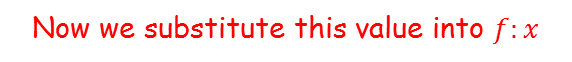 Now we substitute this value into 𝑓: 𝑥